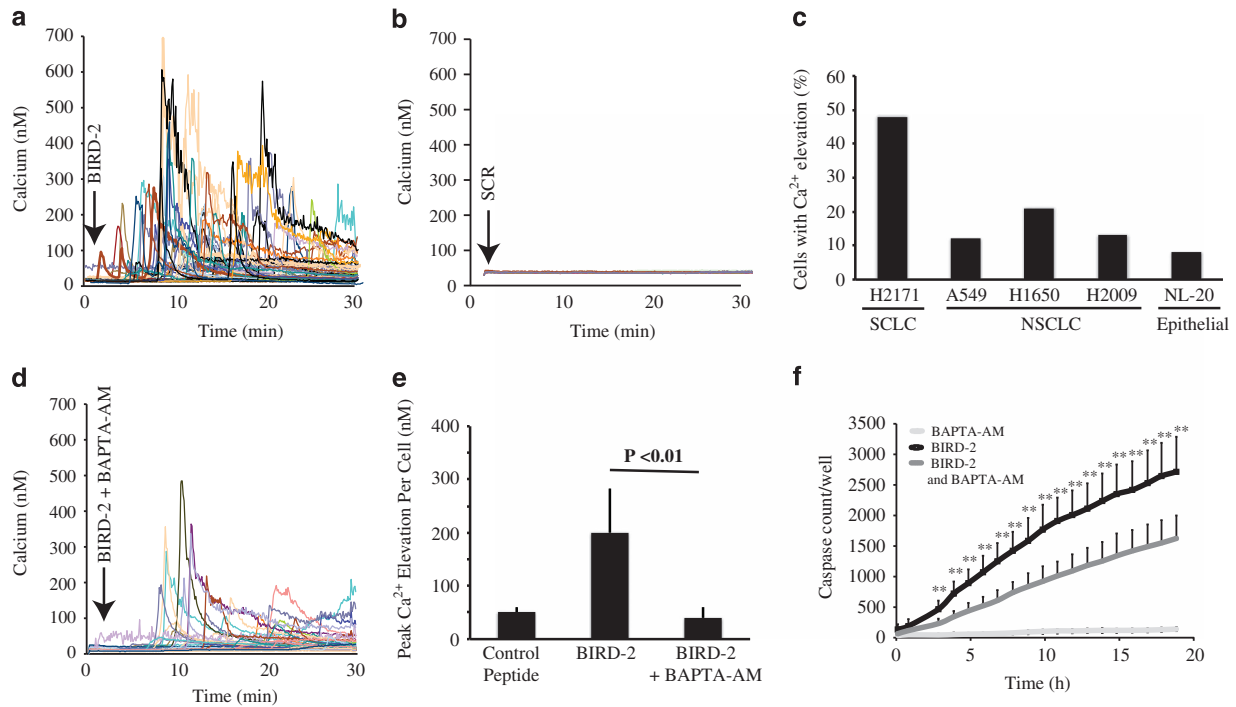 a
700
600
500
400
300
200
100
0
Calcium (nM)
BIRD-2
0
10
20
30
Time (min)
b
700
600
500
400
300
200
100
0
Calcium (nM)
SCR
0
10
20
30
Time (min)
c
60
50
40
30
20
10
0
Cells with Ca2+ elevation (%)
H2171 A549 H1650 H2009 NL-20
SCLC NSCLC Epithelial
d
700
600
500
400
300
200
100
0
Calcium (nM)
BIRD-2 + BAPTA-AM
0
10
20
30
Time (min)
e
400
300
200
150
100
50
0
Peak Ca2+ Elevation Per Cell (nM)
P <0.01
Control
Peptide
BIRD-2
BIRD-2
+ BAPTA-AM
f
3500
3000
2500
2000
1500
1000
500
0
Caspase count/well
BAPTA-AM
BIRD-2
BIRD-2
and BAPTA-AM
** ** ** ** ** ** ** ** ** ** ** ** ** ** ** ** **
0
5
10
15
20
Time (h)